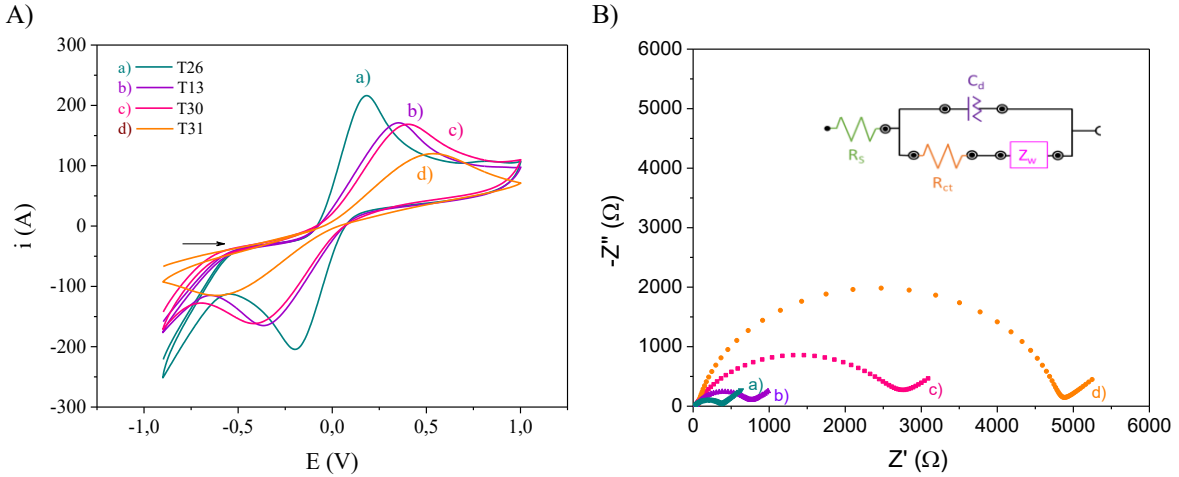 A)
a) T26
b) T13
c) T30
d) T31
a)
b)
c)
d)
300
200
100
0
-100
-200
-300
i (A)
-1,0 -0,5 0,0 0,5 1,0
E (V)
B)
6000
5000
4000
3000
2000
1000
0
-Z" (Ω)
Cd
Rs
Rct
Zw
a)
b)
c)
d)
0 1000 2000 3000 4000 5000 6000
Z' (Ω)